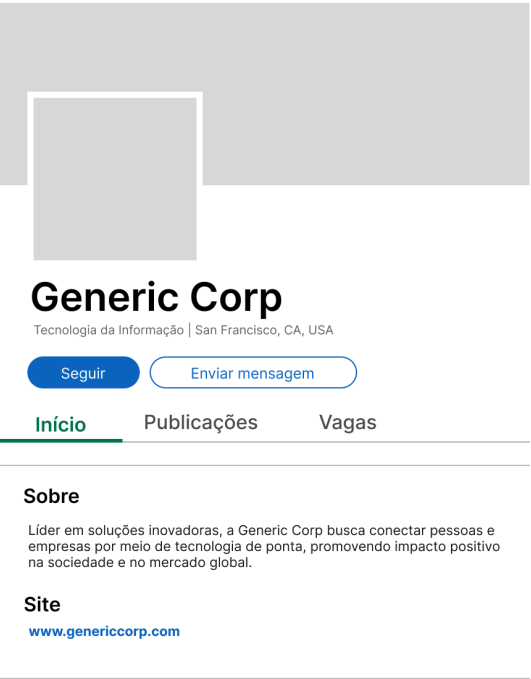 Generic Corp
Tecnologia da Informação | San Francisco, CA, USA
Seguir
Enviar mensagem
Início
Publicações
Vagas
Sobre
Líder em soluções inovadoras, a Generic Corp busca conectar pessoas e
empresas por meio de tecnologia de ponta, promovendo impacto positivo
na sociedade e no mercado global.
Site
www.genericcorp.com